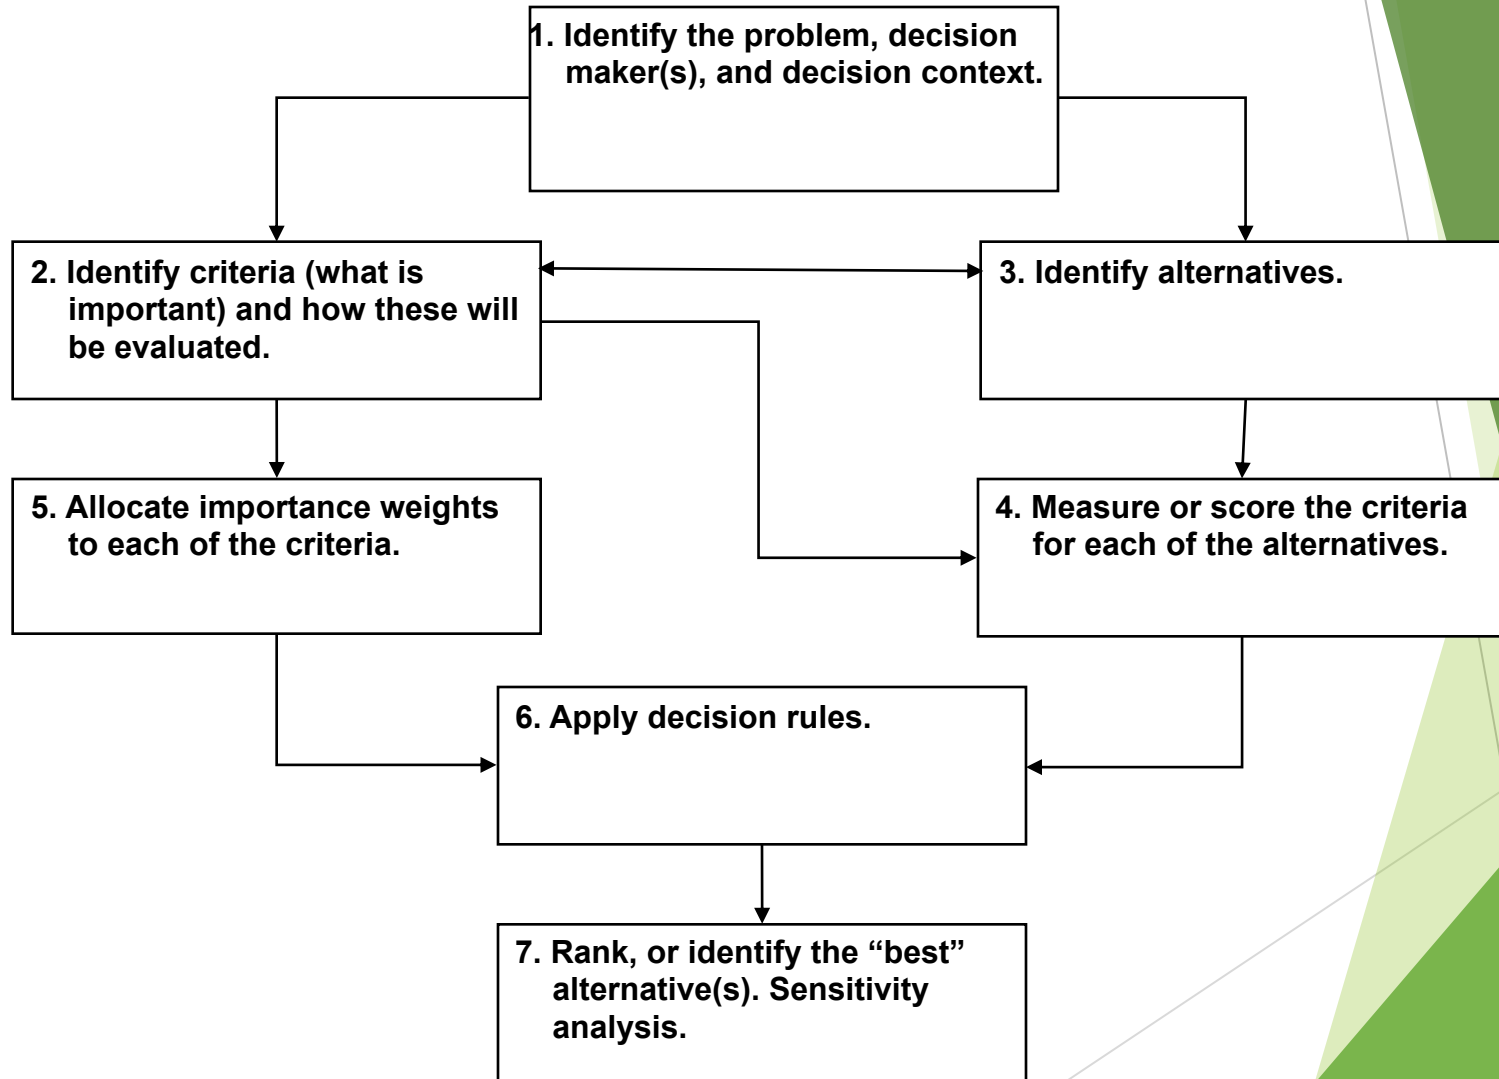 1. Identify the problem, decision
maker(s), and decision context.
2. Identify criteria (what is
important) and how these will
be evaluated.
3. Identify alternatives.
5. Allocate importance weights
to each of the criteria.
4. Measure or score the criteria
for each of the alternatives.
6. Apply decision rules.
7. Rank, or identify the “best”
alternative(s). Sensitivity
analysis.